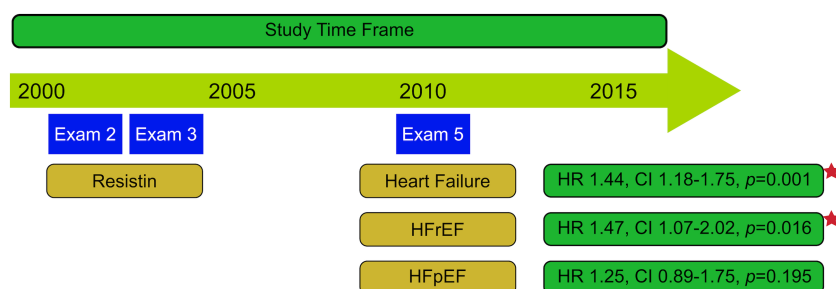 Study Time Frame
2000 2005 2010 2015
Exam 2 Exam 3 Exam 5
Resistin Heart Failure HR 1.44, CI 1.18-1.75, p=0.001
HFrEF HR 1.47, CI 1.07-2.02, p=0.016
HFpEF HR 1.25, CI 0.89-1.75, p=0.195